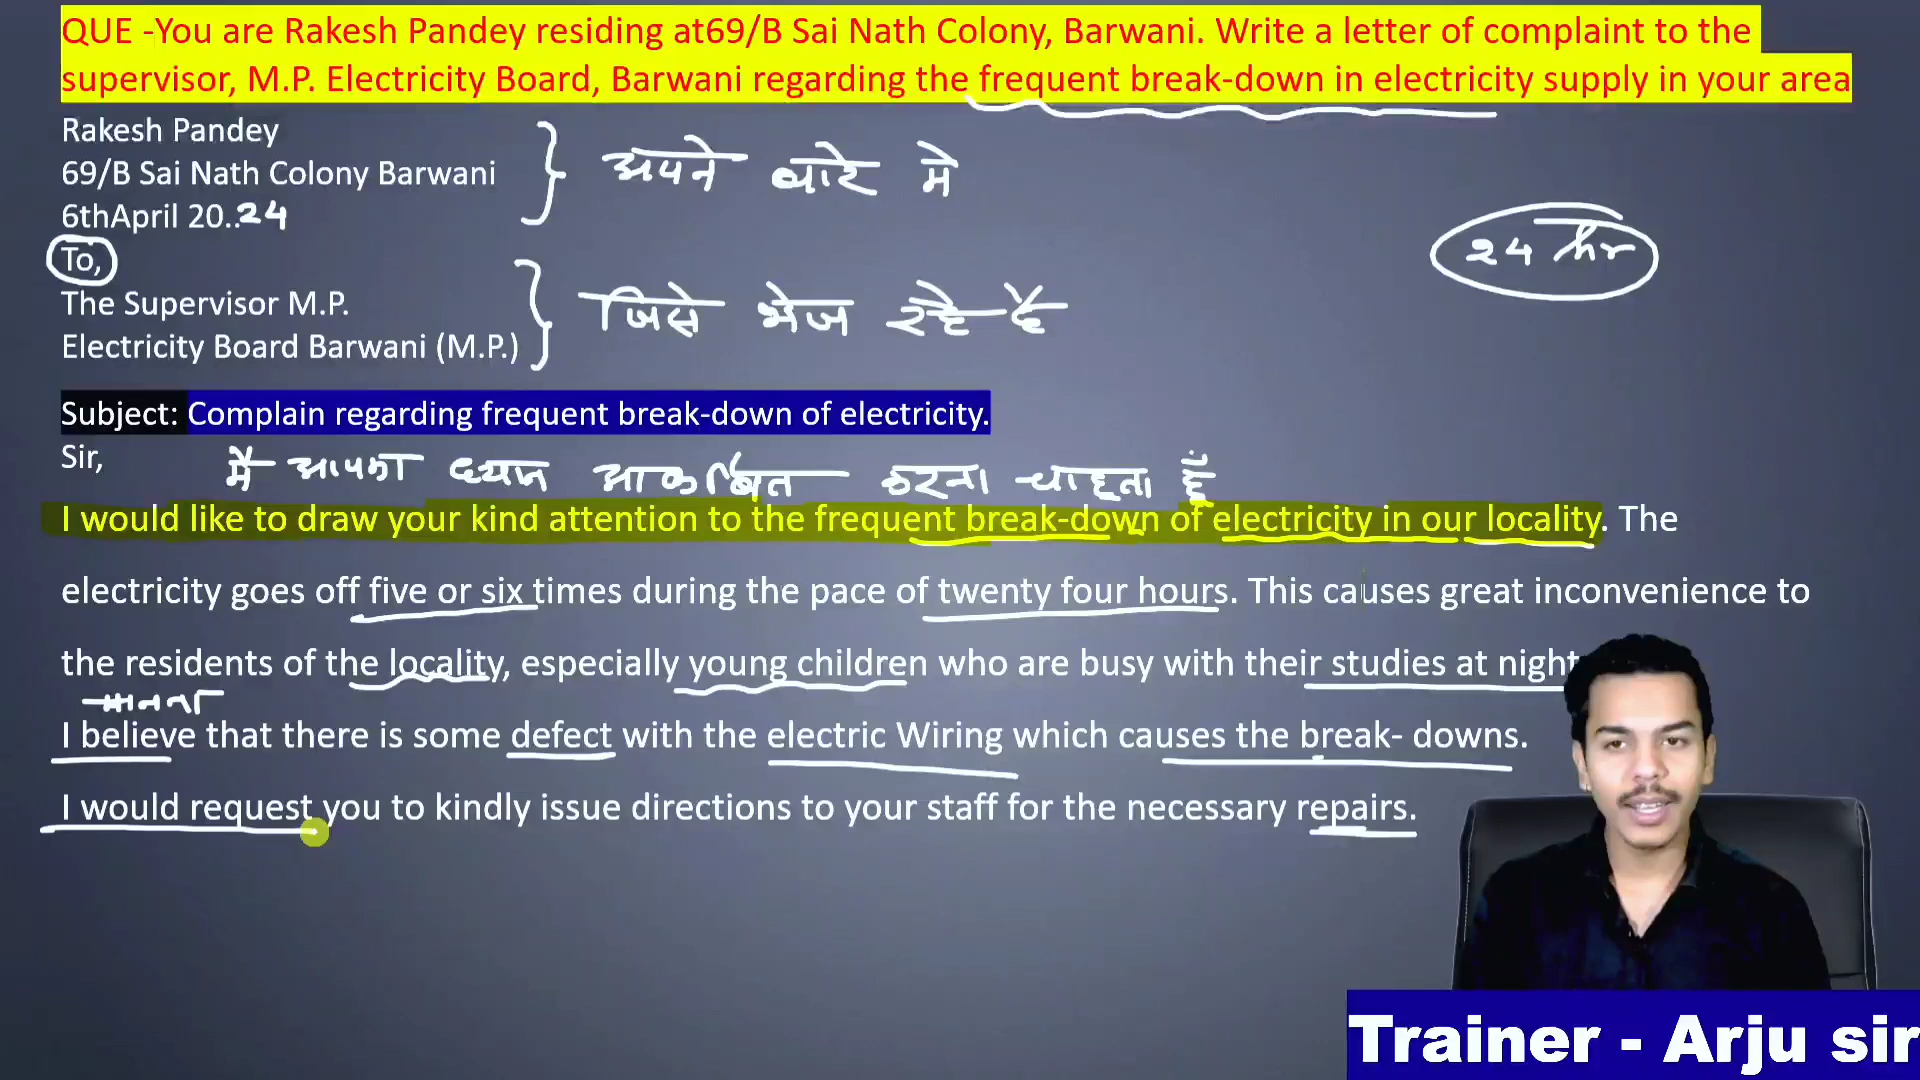 QUE -You are Rakesh Pandey residing at69/B Sai Nath Colony, Barwani. Write a letter of complaint to the
supervisor, M.P. Electricity Board, Barwani regarding the frequent break-down in electricity supply in your area
Rakesh Pandey
69/B Sai Nath Colony Barwani
6thApril 20..24
अपने बारे में
24 hr
To,
The Supervisor M.P.
Electricity Board Barwani (M.P.)
जिसे भेज रहे हैं
Subject: Complain regarding frequent break-down of electricity.
Sir,
मैं आपका ध्यान आकर्षित करना चाहता हूँ
I would like to draw your kind attention to the frequent break-down of electricity in our locality. The
electricity goes off five or six times during the pace of twenty four hours. This causes great inconvenience to
the residents of the locality, especially young children who are busy with their studies at night
मानना
I believe that there is some defect with the electric Wiring which causes the break- downs.
I would request you to kindly issue directions to your staff for the necessary repairs.
Trainer - Arju sir